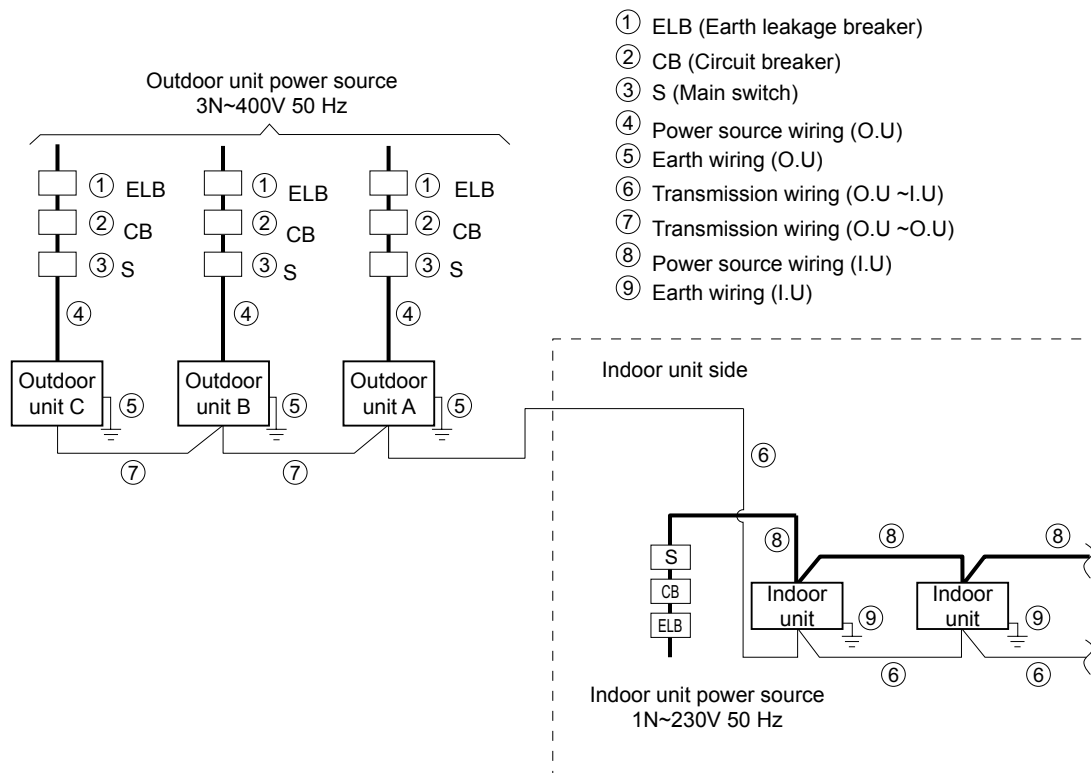 ① ELB (Earth leakage breaker)
② CB (Circuit breaker)
③ S (Main switch)
④ Power source wiring (O.U)
⑤ Earth wiring (O.U)
⑥ Transmission wiring (O.U ~I.U)
⑦ Transmission wiring (O.U ~O.U)
⑧ Power source wiring (I.U)
⑨ Earth wiring (I.U)
Outdoor unit power source
3N~400V 50 Hz
① ELB
② CB
③ S
④
① ELB
② CB
③ S
④
① ELB
② CB
③ S
④
Outdoor
unit C
⑤
Outdoor
unit B
⑤
Outdoor
unit A
⑤
⑦
⑦
Indoor unit side
⑥
S
CB
ELB
⑧
⑧
⑧
Indoor
unit
⑨
Indoor
unit
⑨
⑥
⑥
Indoor unit power source
1N~230V 50 Hz